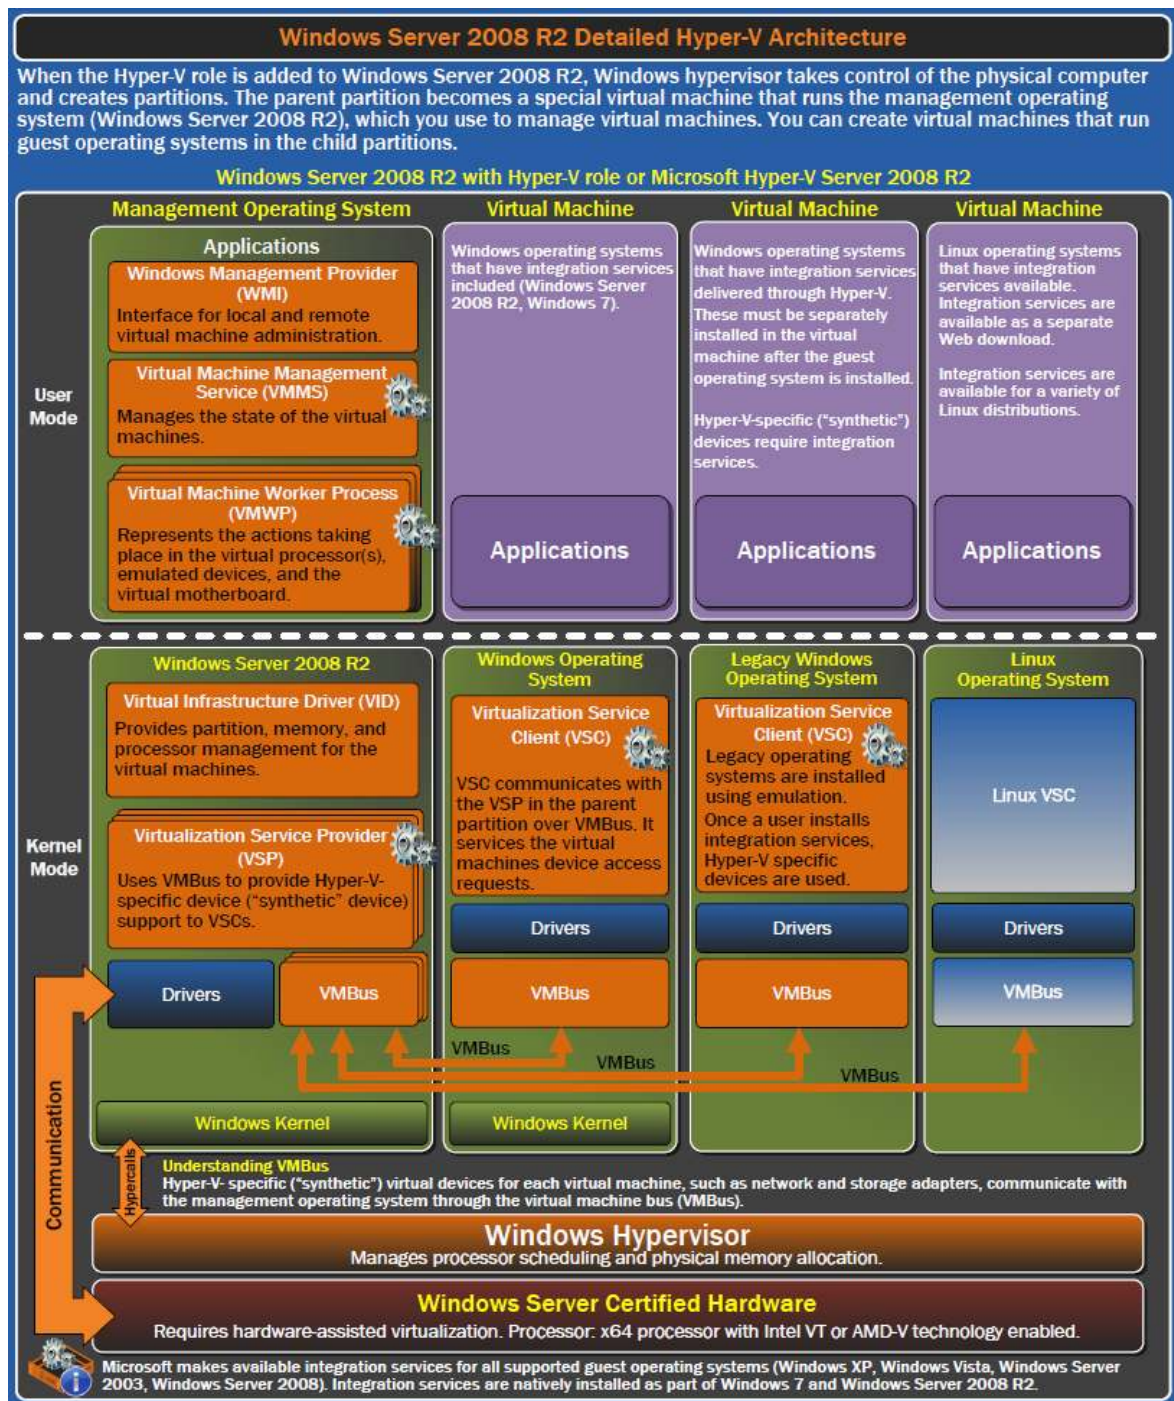 Windows Server 2008 R2 Detailed Hyper-V Architecture
When the Hyper-V role is added to Windows Server 2008 R2, Windows hypervisor takes control of the physical computer
and creates partitions. The parent partition becomes a special virtual machine that runs the management operating
system (Windows Server 2008 R2), which you use to manage virtual machines. You can create virtual machines that run
guest operating systems in the child partitions.
Windows Server 2008 R2 with Hyper-V role or Microsoft Hyper-V Server 2008 R2
User
Mode
Management Operating System
Applications
Windows Management Provider
(WMI)
Interface for local and remote
virtual machine administration.
Virtual Machine Management
Service (VMMS)
Manages the state of the virtual
machines.
Virtual Machine Worker Process
(VMWP)
Represents the actions taking
place in the virtual processor(s),
emulated devices, and the
virtual motherboard.
Virtual Machine
Windows operating systems
that have integration services
included (Windows Server
2008 R2, Windows 7).
Applications
Virtual Machine
Windows operating systems
that have integration services
delivered through Hyper-V.
These must be separately
installed in the virtual
machine after the guest
operating system is installed.
Hyper-V-specific (“synthetic”)
devices require integration
services.
Applications
Virtual Machine
Linux operating systems
that have integration
services available.
Integration services are
available as a separate
Web download.
Integration services are
available for a variety of
Linux distributions.
Applications
Kernel
Mode
Windows Server 2008 R2
Virtual Infrastructure Driver (VID)
Provides partition, memory, and
processor management for the
virtual machines.
Virtualization Service Provider
(VSP)
Uses VMBus to provide Hyper-V-
specific device (“synthetic” device)
support to VSCs.
Drivers
VMBus
Windows Kernel
Windows Operating
System
Virtualization Service
Client (VSC)
VSC communicates with
the VSP in the parent
partition over VMBus. It
services the virtual
machines device access
requests.
Drivers
VMBus
Windows Kernel
Legacy Windows
Operating System
Virtualization Service
Client (VSC)
Legacy operating
systems are installed
using emulation.
Once a user installs
integration services,
Hyper-V specific
devices are used.
Drivers
VMBus
Linux
Operating System
Linux VSC
Drivers
VMBus
VMBus
VMBus
VMBus
Communication
Hypercalls
Understanding VMBus
Hyper-V- specific (“synthetic”) virtual devices for each virtual machine, such as network and storage adapters, communicate with
the management operating system through the virtual machine bus (VMBus).
Windows Hypervisor
Manages processor scheduling and physical memory allocation.
Windows Server Certified Hardware
Requires hardware-assisted virtualization. Processor: x64 processor with Intel VT or AMD-V technology enabled.
Microsoft makes available integration services for all supported guest operating systems (Windows XP, Windows Vista, Windows Server
2003, Windows Server 2008). Integration services are natively installed as part of Windows 7 and Windows Server 2008 R2.